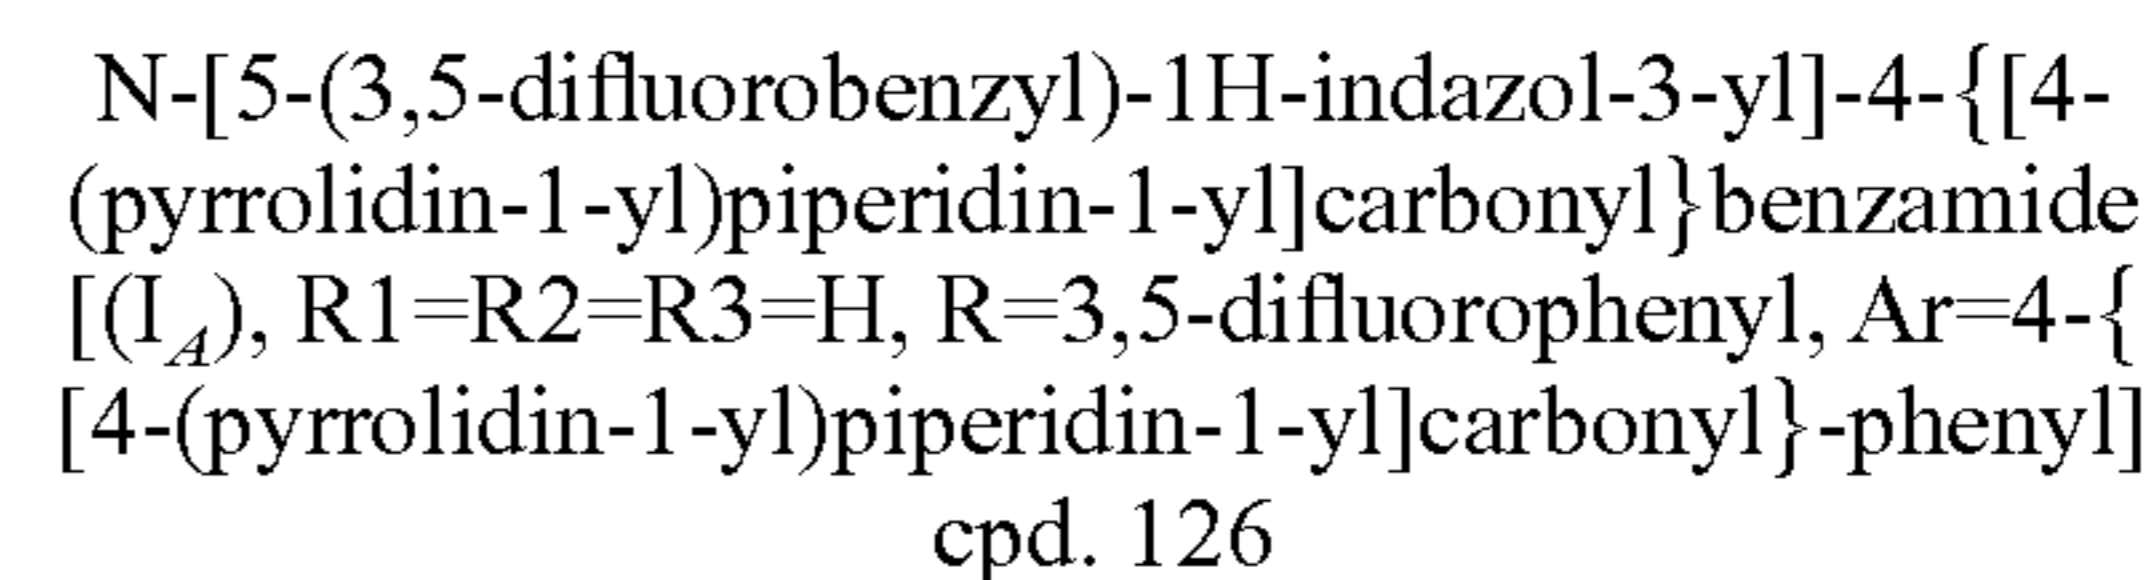 N-[5-(3,5-difluorobenzyl)-1H-indazol-3-yl]-4-{[4-
(pyrrolidin-1-yl)piperidin-1-yl]carbonyl}benzamide
[(I_A), R1=R2=R3=H, R=3,5-difluorophenyl, Ar=4-{
[4-(pyrrolidin-1-yl)piperidin-1-yl]carbonyl}-phenyl]
cpd. 126